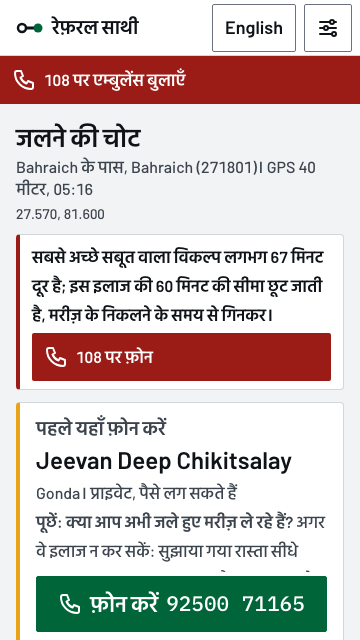 रेफ़रल साथी
English
108 पर एम्बुलेंस बुलाएँ
जलने की चोट
Bahraich के पास, Bahraich (271801)। GPS 40
मीटर, 05:16
27.570, 81.600
सबसे अच्छे सबूत वाला विकल्प लगभग 67 मिनट
दूर है; इस इलाज की 60 मिनट की सीमा छूट जाती
है, मरीज़ के निकलने के समय से गिनकर।
108 पर फ़ोन
पहले यहाँ फ़ोन करें
Jeevan Deep Chikitsalay
Gonda। प्राइवेट, पैसे लग सकते हैं
पूछें: क्या आप अभी जले हुए मरीज़ ले रहे हैं? अगर
वे इलाज न कर सकें: सुझाया गया रास्ता सीधे
फ़ोन करें 92500 71165